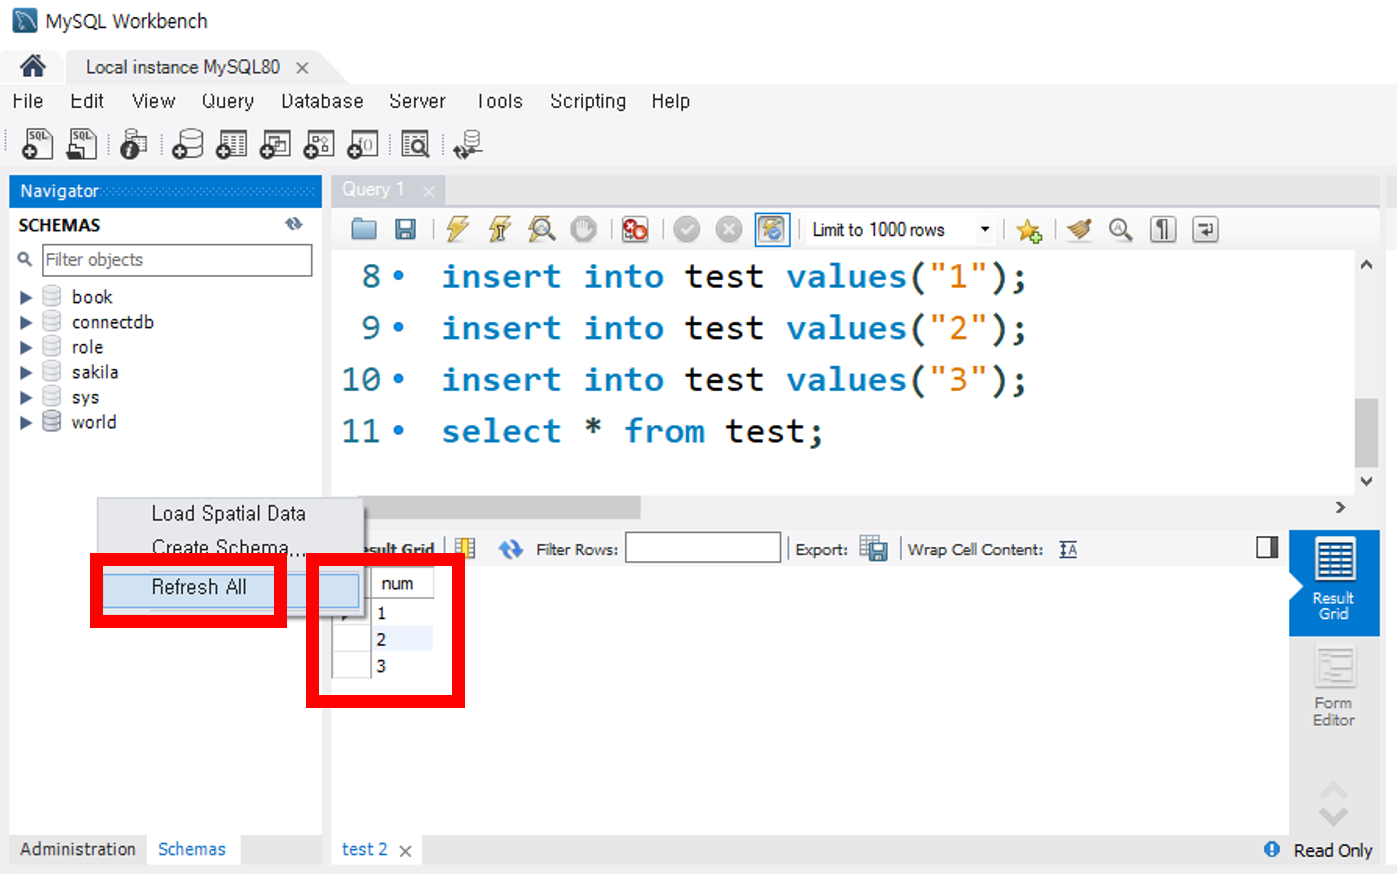 MySQL Workbench
Local instance MySQL80
File Edit View Query Database Server Tools Scripting Help
SQL SQL
Navigator
Query 1
SCHEMAS
Limit to 1000 rows
Filter objects
book
connectdb
role
sakila
sys
world
8 insert into test values("1");
9 insert into test values("2");
10 insert into test values("3");
11 select * from test;
Load Spatial Data
Create Schema...
Refresh All
Result Grid Filter Rows: Export: Wrap Cell Content:
num
1
2
3
Result
Grid
Form
Editor
Administration Schemas
test 2
Read Only